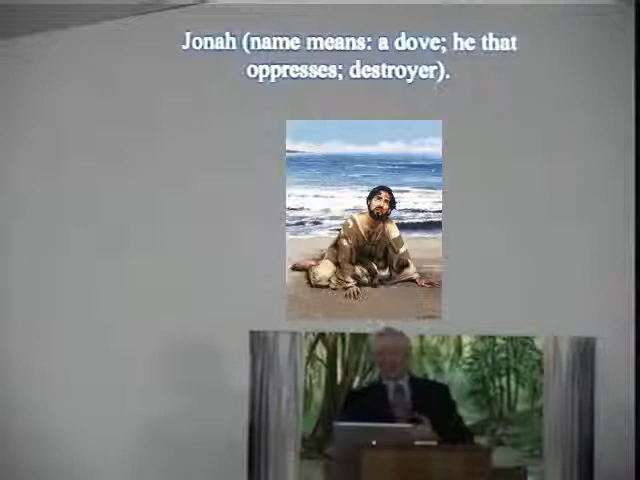 Jonah (name means: a dove; he that
oppresses; destroyer).